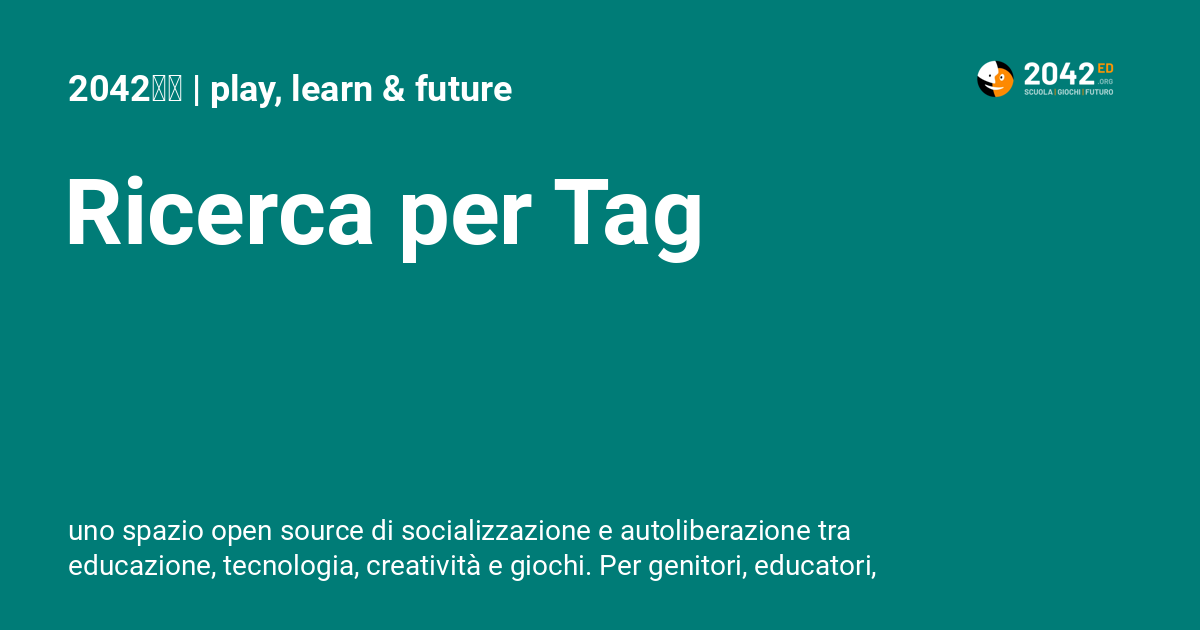 2042 | play, learn & future
2042 ED
.ORG
SCUOLA | GIOCHI | FUTURO
Ricerca per Tag
uno spazio open source di socializzazione e autoliberazione tra
educazione, tecnologia, creatività e giochi. Per genitori, educatori,